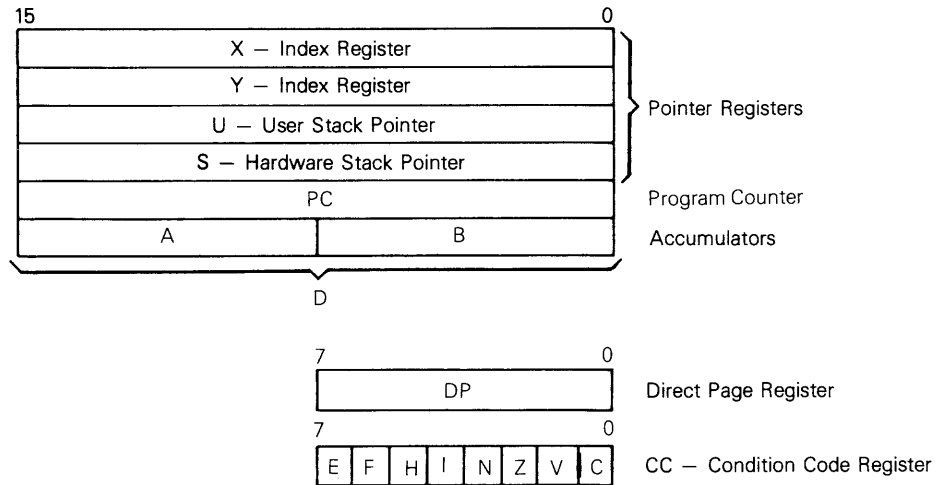 15 0
X — Index Register
Y — Index Register
U — User Stack Pointer
S — Hardware Stack Pointer
Pointer Registers
PC Program Counter
A B Accumulators
D
7 0
DP Direct Page Register
7 0
E F H I N Z V C CC — Condition Code Register